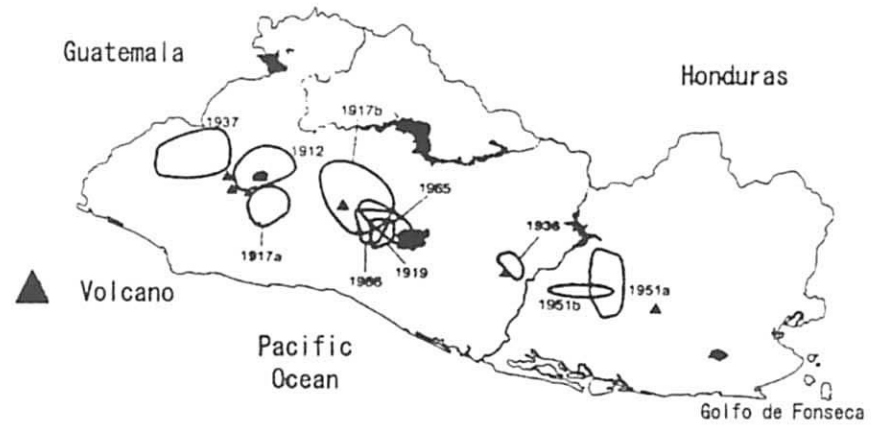 Guatemala
Honduras
1937
1912
1917b
1965
1936
1917a
1986
1919
1951a
1951b
Volcano
Pacific
Ocean
Golfo de Fonseca